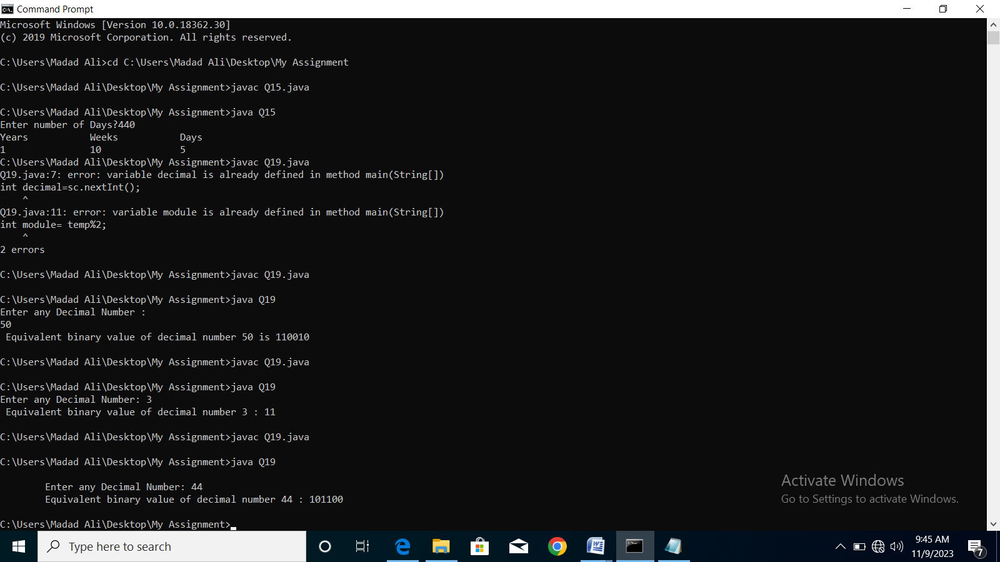 Command Prompt
Microsoft Windows [Version 10.0.18362.30]
(c) 2019 Microsoft Corporation. All rights reserved.
C:\Users\Madad Ali>cd C:\Users\Madad Ali\Desktop\My Assignment
C:\Users\Madad Ali\Desktop\My Assignment>javac Q15.java
C:\Users\Madad Ali\Desktop\My Assignment>java Q15
Enter number of Days?440
Years           Weeks           Days
1               10              5
C:\Users\Madad Ali\Desktop\My Assignment>javac Q19.java
Q19.java:7: error: variable decimal is already defined in method main(String[])
int decimal=sc.nextInt();
    ^
Q19.java:11: error: variable module is already defined in method main(String[])
int module= temp%2;
    ^
2 errors
C:\Users\Madad Ali\Desktop\My Assignment>javac Q19.java
C:\Users\Madad Ali\Desktop\My Assignment>java Q19
Enter any Decimal Number :
50
 Equivalent binary value of decimal number 50 is 110010
C:\Users\Madad Ali\Desktop\My Assignment>javac Q19.java
C:\Users\Madad Ali\Desktop\My Assignment>java Q19
Enter any Decimal Number: 3
 Equivalent binary value of decimal number 3 : 11
C:\Users\Madad Ali\Desktop\My Assignment>javac Q19.java
C:\Users\Madad Ali\Desktop\My Assignment>java Q19
        Enter any Decimal Number: 44
        Equivalent binary value of decimal number 44 : 101100
C:\Users\Madad Ali\Desktop\My Assignment>
Activate Windows
Go to Settings to activate Windows.
Type here to search
9:45 AM
11/9/2023
7